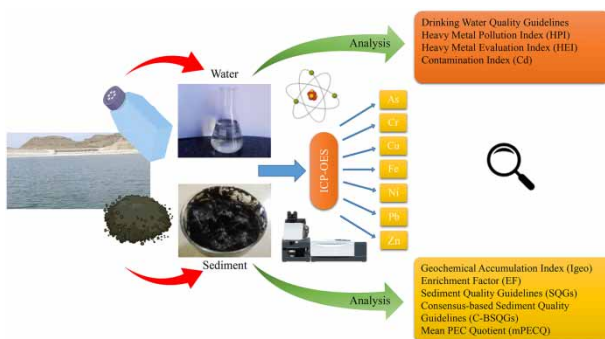 Water
Analysis
Drinking Water Quality Guidelines
Heavy Metal Pollution Index (HPI)
Heavy Metal Evaluation Index (HEI)
Contamination Index (Cd)
ICP-OES
As
Cr
Cu
Fe
Ni
Pb
Zn
Sediment
Analysis
Geochemical Accumulation Index (Igeo)
Enrichment Factor (EF)
Sediment Quality Guidelines (SQGs)
Consensus-based Sediment Quality
Guidelines (C-BSQGs)
Mean PEC Quotient (mPECQ)